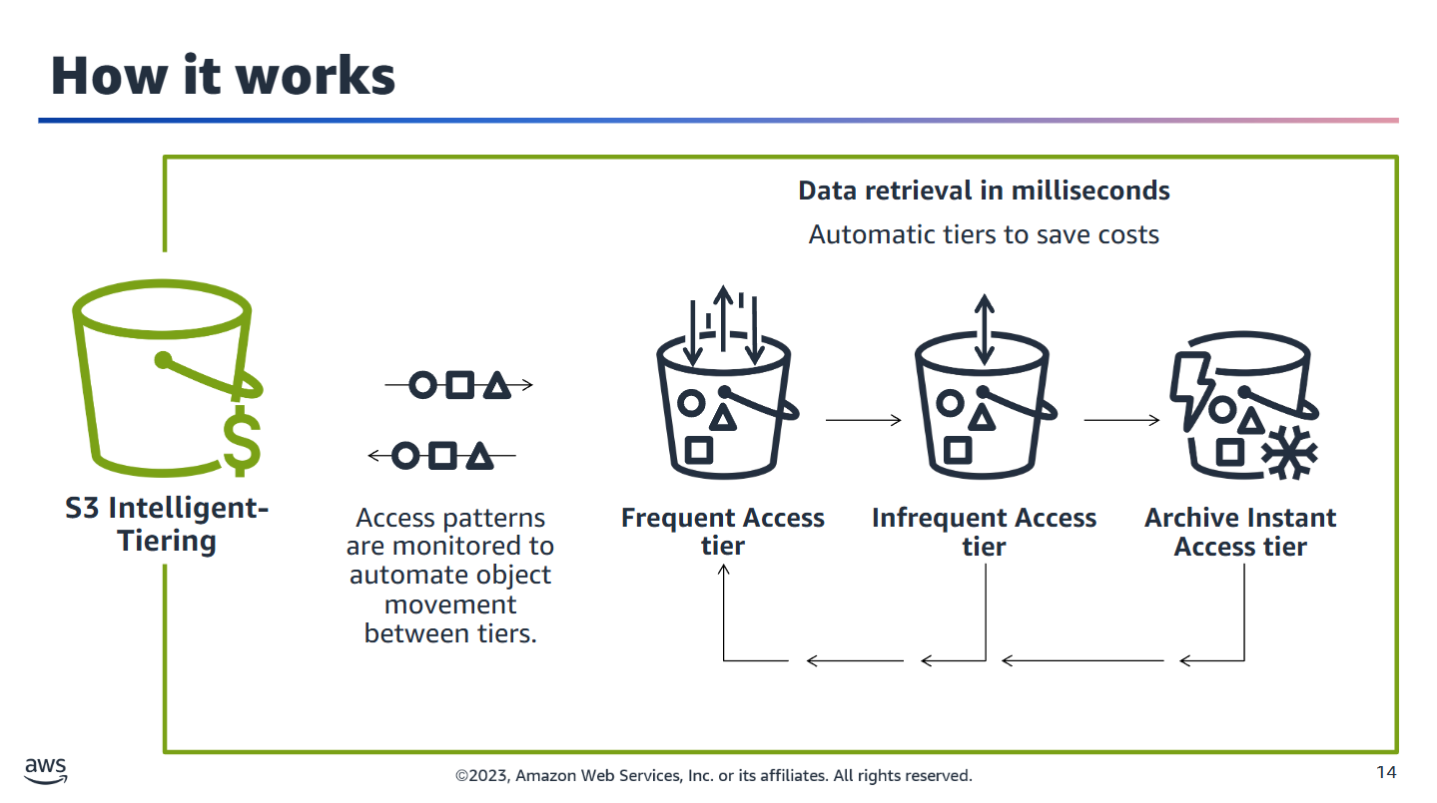 How it works
Data retrieval in milliseconds
Automatic tiers to save costs
$
S3 Intelligent-
Tiering
Access patterns
are monitored to
automate object
movement
between tiers.
Frequent Access
tier
Infrequent Access
tier
Archive Instant
Access tier
aws
©2023, Amazon Web Services, Inc. or its affiliates. All rights reserved.
14